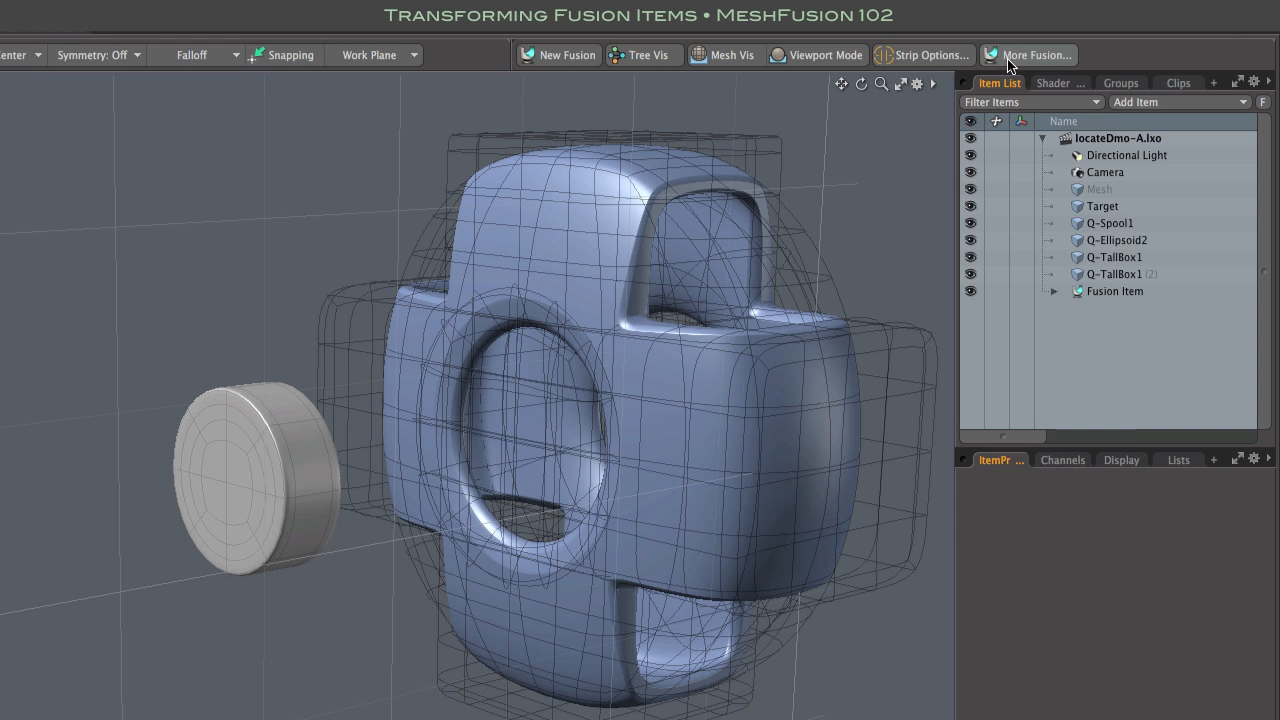 Transforming Fusion Items • MeshFusion 102
enter Symmetry: Off Falloff Snapping Work Plane New Fusion Tree Vis Mesh Vis Viewport Mode Strip Options... More Fusion...
Item List Shader ... Groups Clips +
Filter Items Add Item F
Name
locateDmo-A.lxo
Directional Light
Camera
Mesh
Target
Q-Spool1
Q-Ellipsoid2
Q-TallBox1
Q-TallBox1 (2)
Fusion Item
ItemPr ... Channels Display Lists +